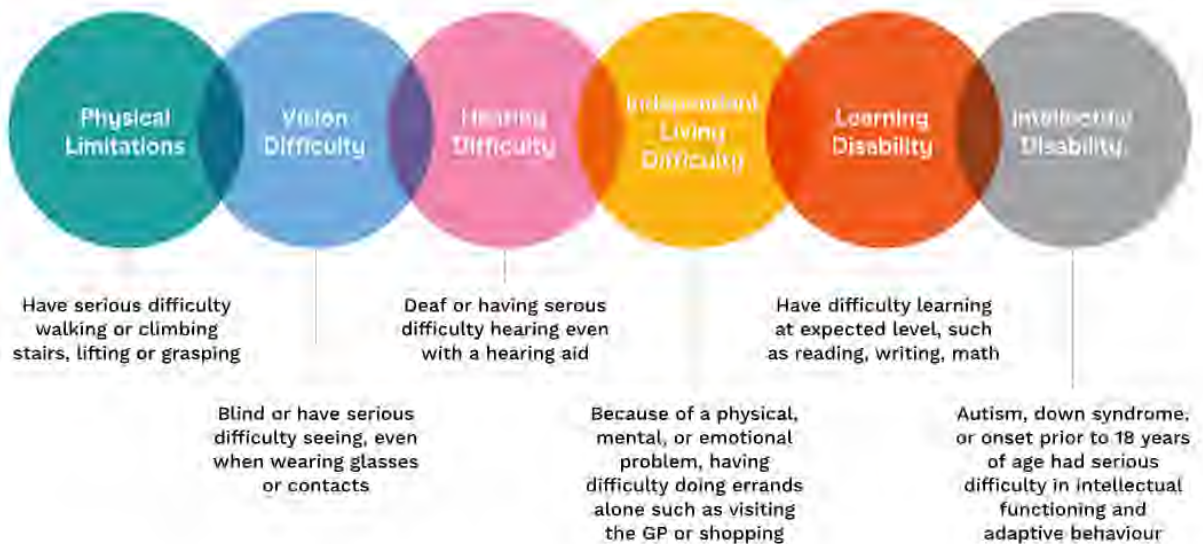 Physical
Limitations
Vision
Difficulty
Hearing
Difficulty
Independent
Living
Difficulty
Learning
Disability
Intellectual
Disability
Have serious difficulty
walking or climbing
stairs, lifting or grasping
Blind or have serious
difficulty seeing, even
when wearing glasses
or contacts
Deaf or having serous
difficulty hearing even
with a hearing aid
Because of a physical,
mental, or emotional
problem, having
difficulty doing errands
alone such as visiting
the GP or shopping
Have difficulty learning
at expected level, such
as reading, writing, math
Autism, down syndrome,
or onset prior to 18 years
of age had serious
difficulty in intellectual
functioning and
adaptive behaviour